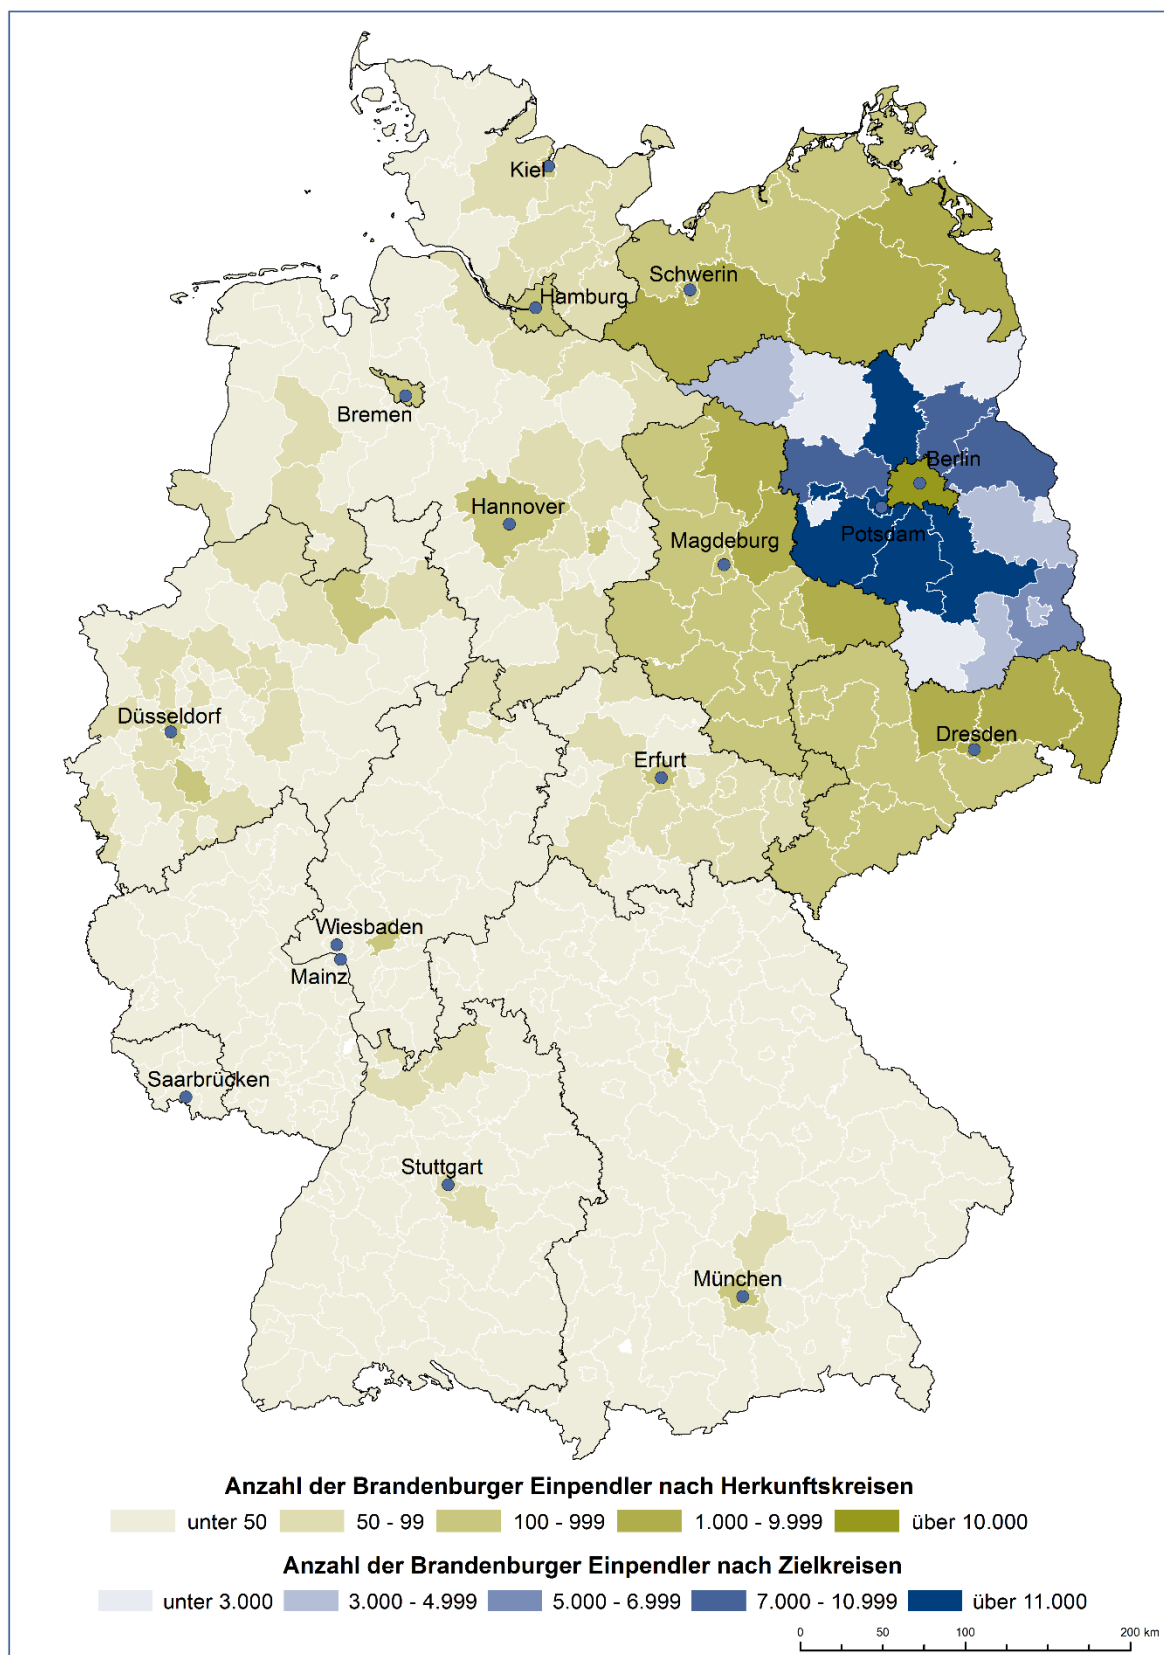 Kiel
Schwerin
Hamburg
Bremen
Berlin
Hannover
Potsdam
Magdeburg
Düsseldorf
Dresden
Erfurt
Wiesbaden
Mainz
Saarbrücken
Stuttgart
München
Anzahl der Brandenburger Einpendler nach Herkunftskreisen
unter 50 50 - 99 100 - 999 1.000 - 9.999 über 10.000
Anzahl der Brandenburger Einpendler nach Zielkreisen
unter 3.000 3.000 - 4.999 5.000 - 6.999 7.000 - 10.999 über 11.000
0 50 100 200 km